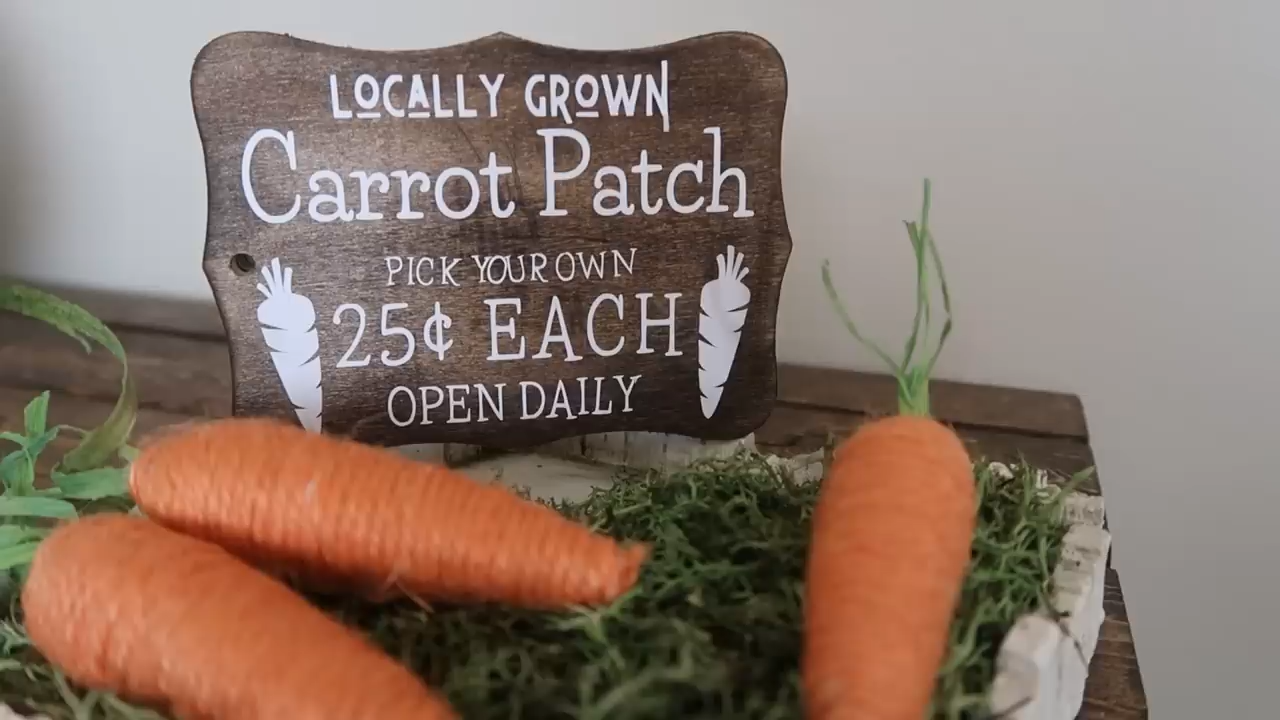 LOCALLY GROWN
Carrot Patch
PICK YOUR OWN
25¢ EACH
OPEN DAILY